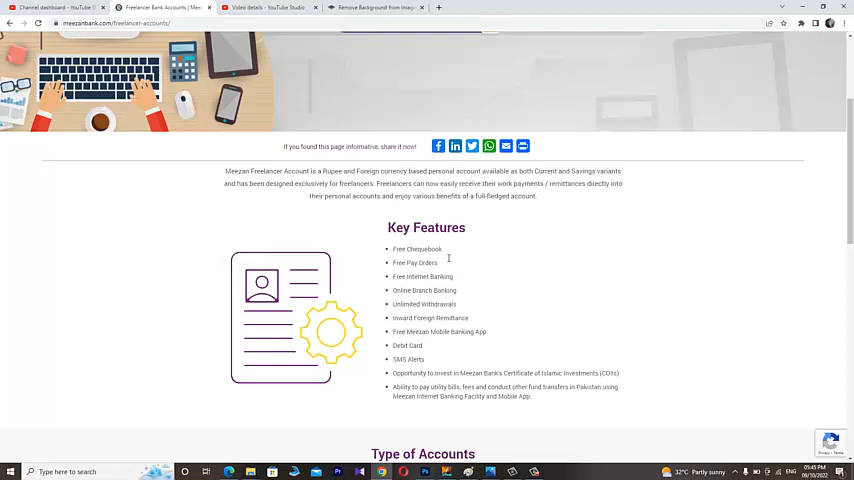 Channel dashboard - YouTube S
Freelancer Bank Accounts | Mee
Video details - YouTube Studio
Remove Background from Imag
meezanbank.com/freelancer-accounts/
If you found this page informative, share it now!
Meezan Freelancer Account is a Rupee and Foreign currency based personal account available as both Current and Savings variants
and has been designed exclusively for freelancers. Freelancers can now easily receive their work payments / remittances directly into
their personal accounts and enjoy various benefits of a full-fledged account.
Key Features
Free Chequebook
Free Pay Orders
Free Internet Banking
Online Branch Banking
Unlimited Withdrawals
Inward Foreign Remittance
Free Meezan Mobile Banking App
Debit Card
SMS Alerts
Opportunity to Invest in Meezan Bank's Certificate of Islamic Investments (COIIs)
Ability to pay utility bills, fees and conduct other fund transfers in Pakistan using
Meezan Internet Banking Facility and Mobile App.
Type of Accounts
Privacy - Terms
Type here to search
32°C Partly sunny
ENG
05:45 PM
09/10/2022